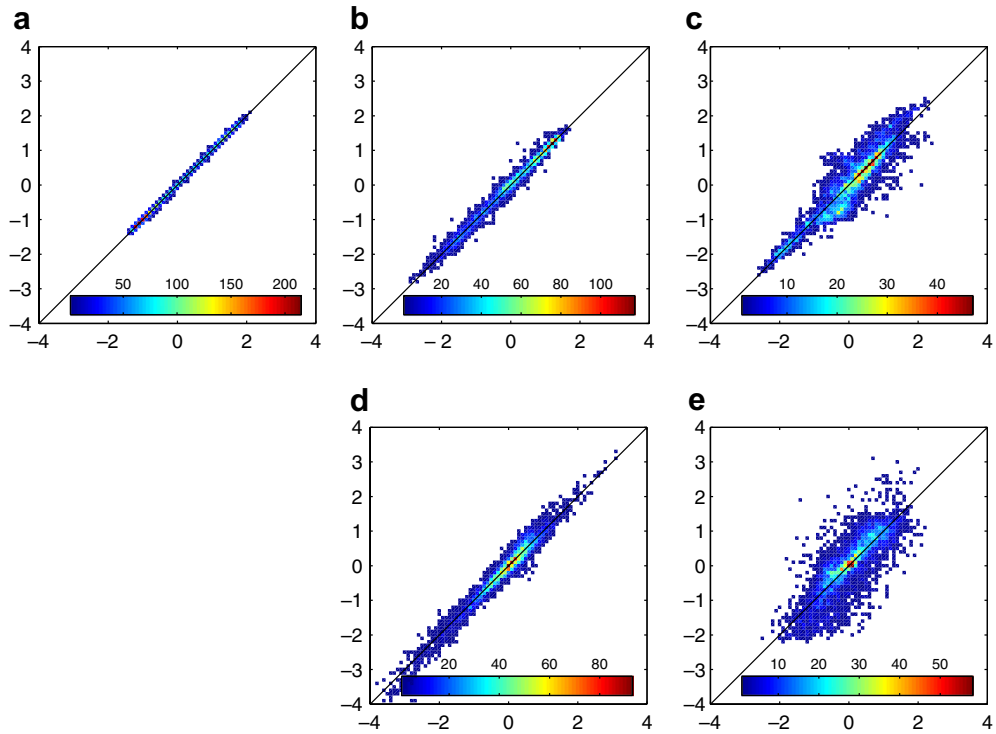 a b c
4 4 4
3 3 3
2 2 2
1 1 1
0 0 0
−1 −1 −1
−2 −2 −2
−3 −3 −3
−4 −4 −4
50 100 150 200
20 40 60 80 100
10 20 30 40
−4 −2 0 2 4
−4 − 2 0 2 4
−4 −2 0 2 4
d e
4 4
3 3
2 2
1 1
0 0
−1 −1
−2 −2
−3 −3
−4 −4
20 40 60 80
10 20 30 40 50
−4 −2 0 2 4
−4 −2 0 2 4